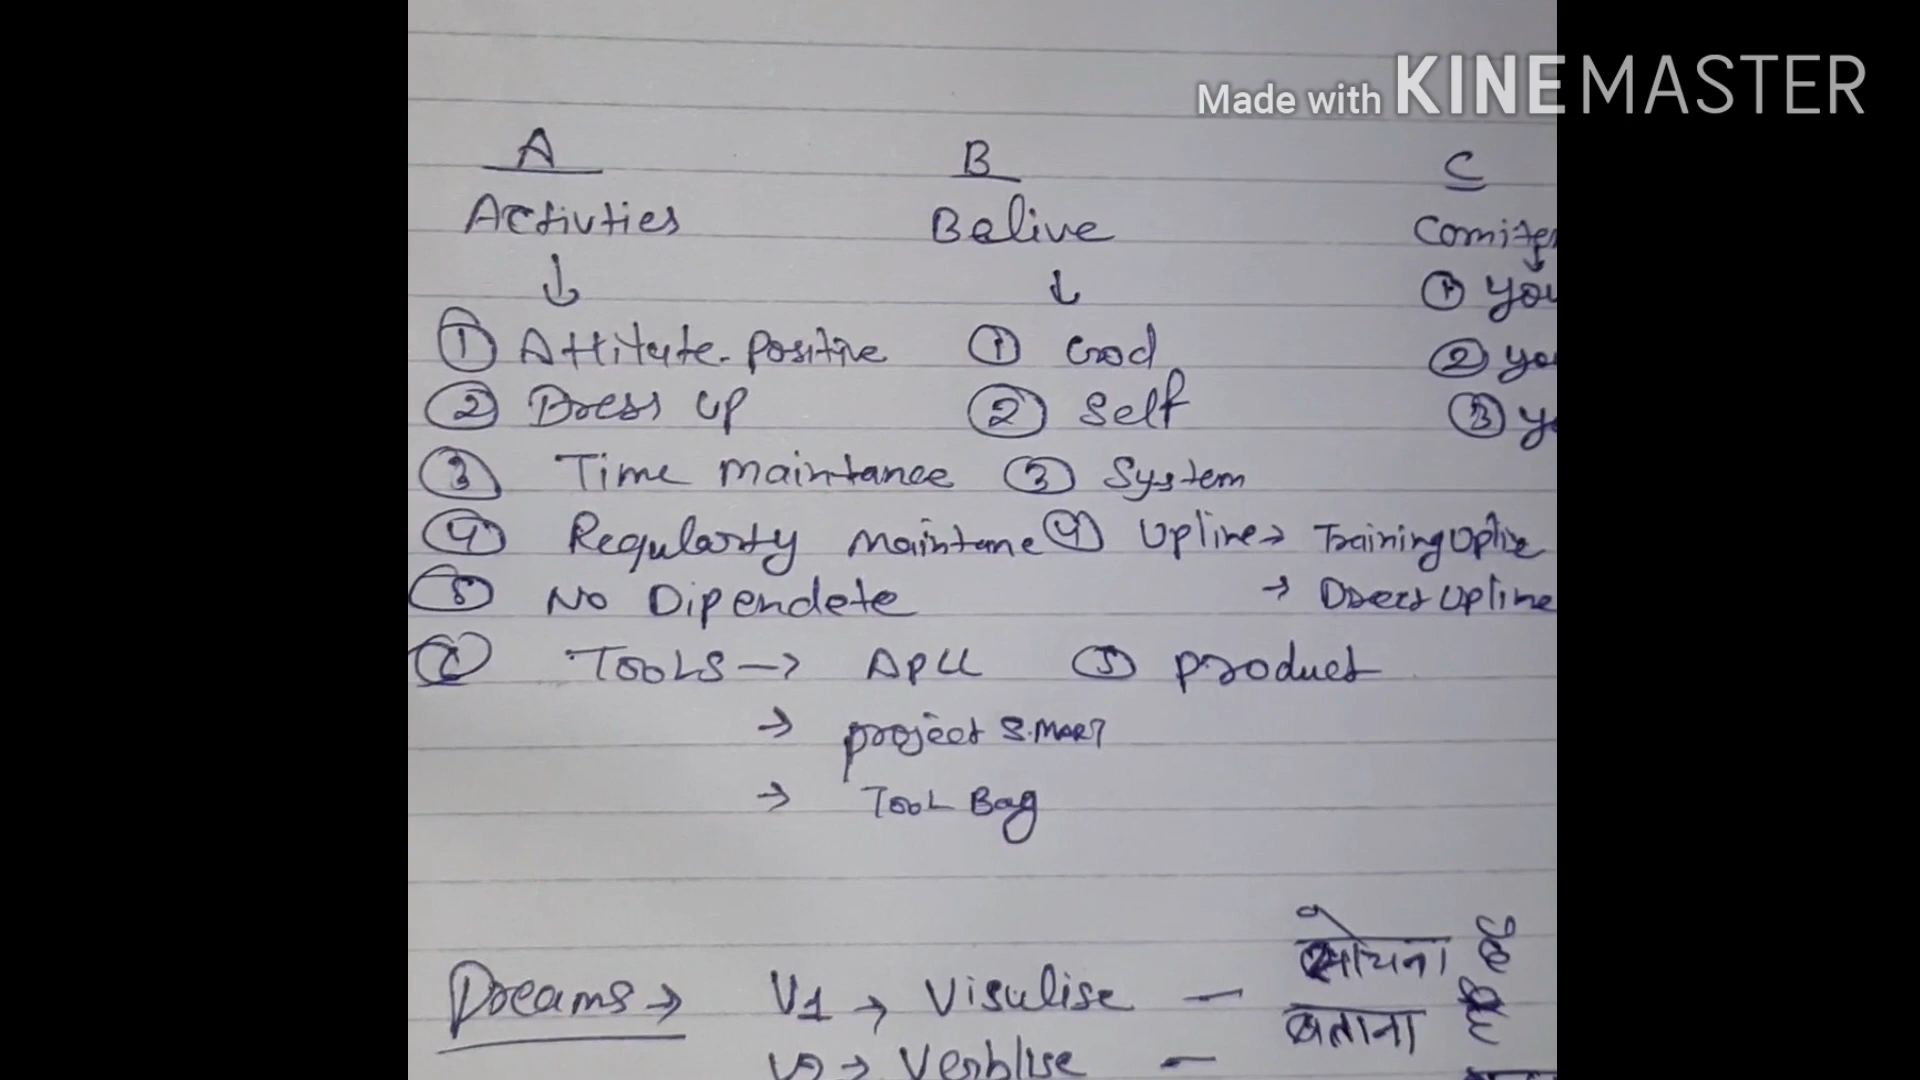 Made with KINEMASTER
A B C
Activties Belive
① Attitute-positive ① God
② Dress up ② Self
③ Time maintance ③ System
④ Regularty maintane ④ Upline → Training Upline
⑤ No Dipendete → Direct Upline
⑥ TOOLS → APLL ⑤ product
→ project S.MART
→ TOOL Bag
Dreams → V1 → Visulise — सोचना
→ Verblise — बताना